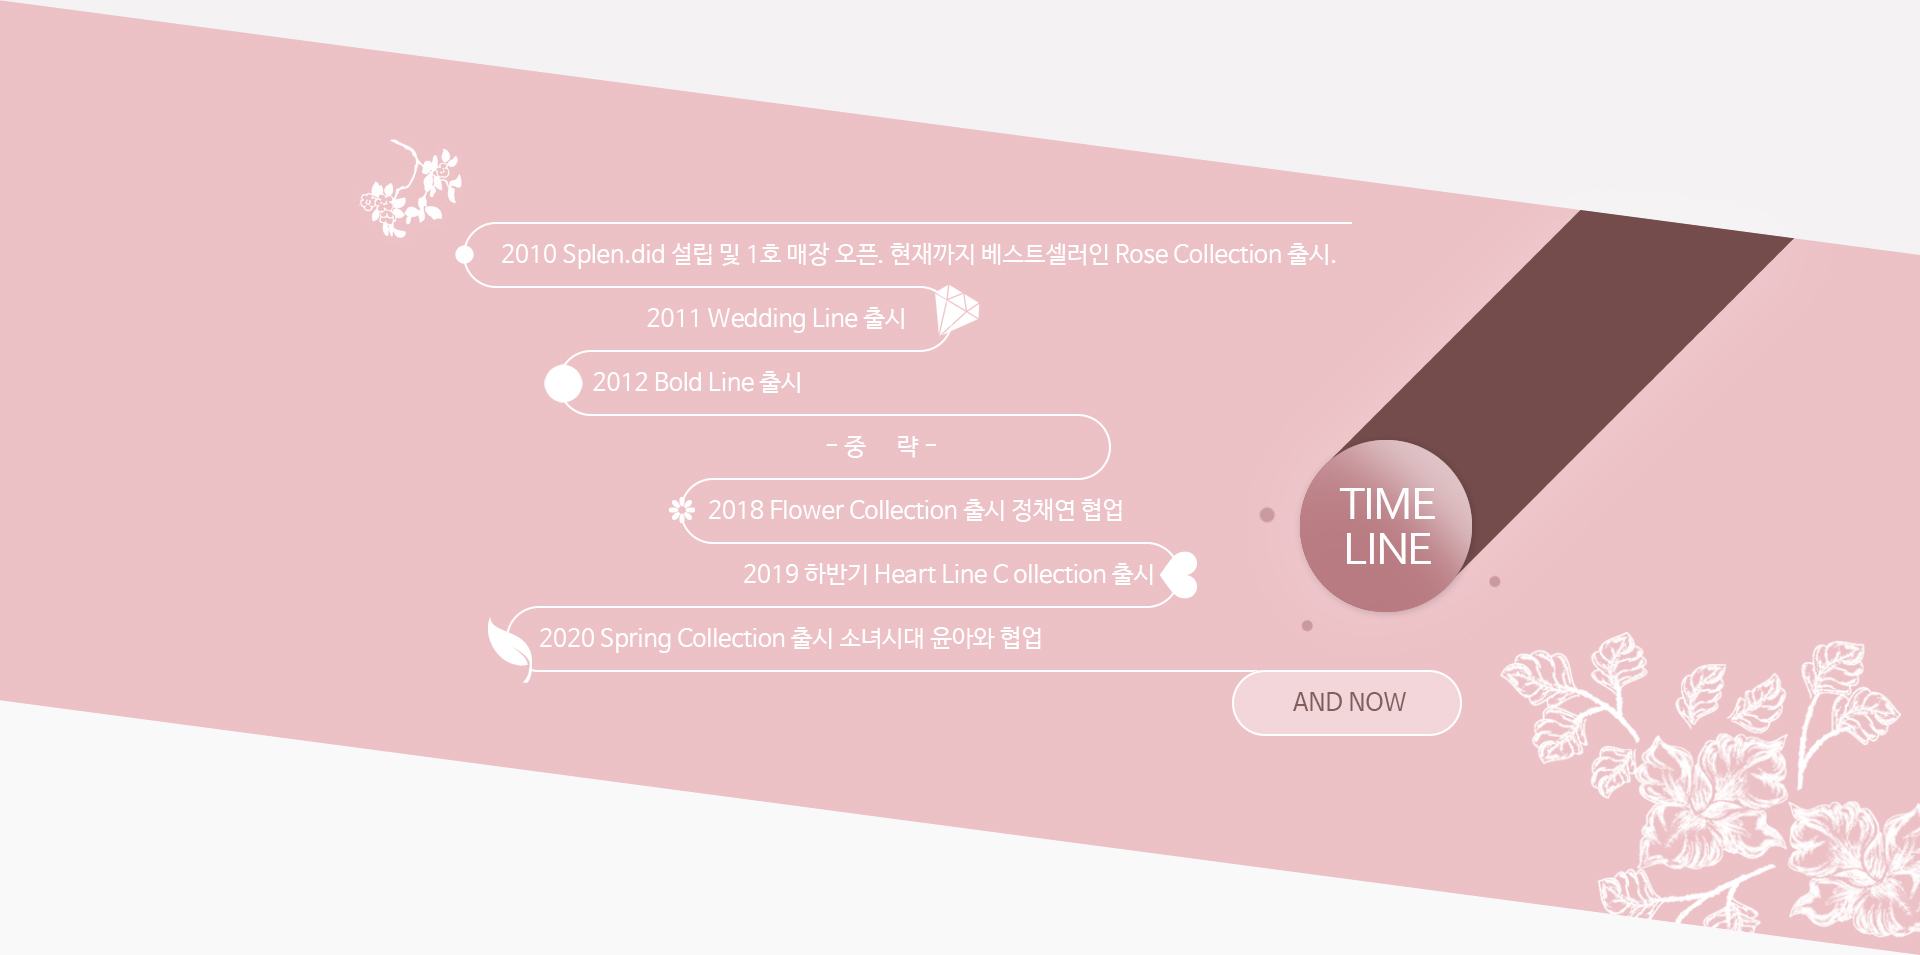 2010 Splen.did 설립 및 1호 매장 오픈. 현재까지 베스트셀러인 Rose Collection 출시.
2011 Wedding Line 출시
2012 Bold Line 출시
- 중 략 -
2018 Flower Collection 출시 정채연 협업
2019 하반기 Heart Line C ollection 출시
2020 Spring Collection 출시 소녀시대 윤아와 협업
AND NOW
TIME
LINE